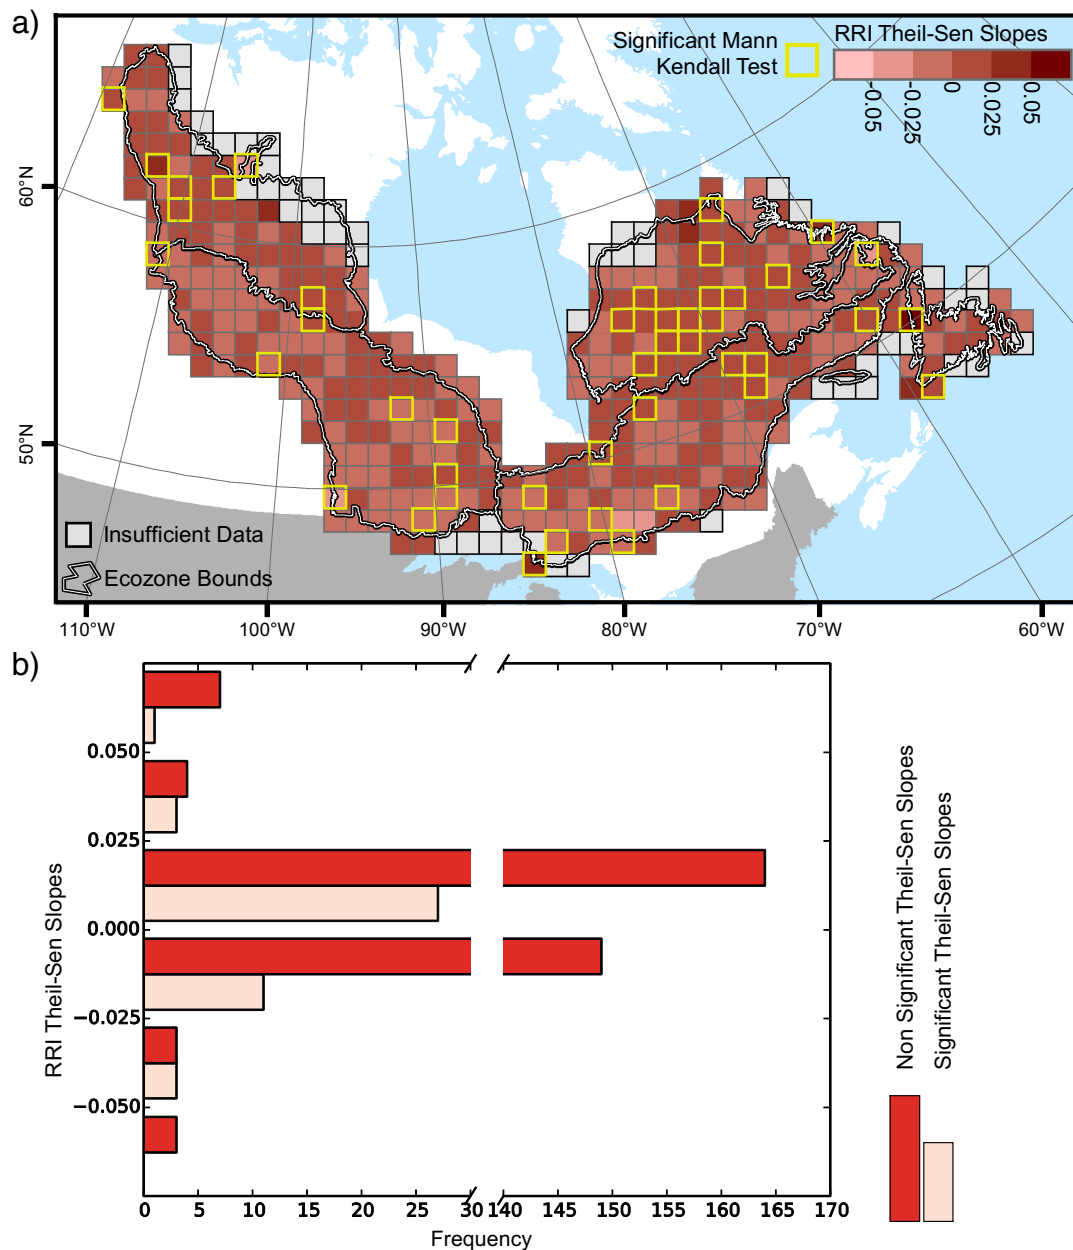 a)
Significant Mann
Kendall Test
RRI Theil-Sen Slopes
-0.05
-0.025
0
0.025
0.05
60°N
50°N
Insufficient Data
Ecozone Bounds
110°W
100°W
90°W
80°W
70°W
60°W
b)
0.050
0.025
0.000
−0.025
−0.050
RRI Theil-Sen Slopes
0
5
10
15
20
25
30
140
145
150
155
160
165
170
Frequency
Non Significant Theil-Sen Slopes
Significant Theil-Sen Slopes